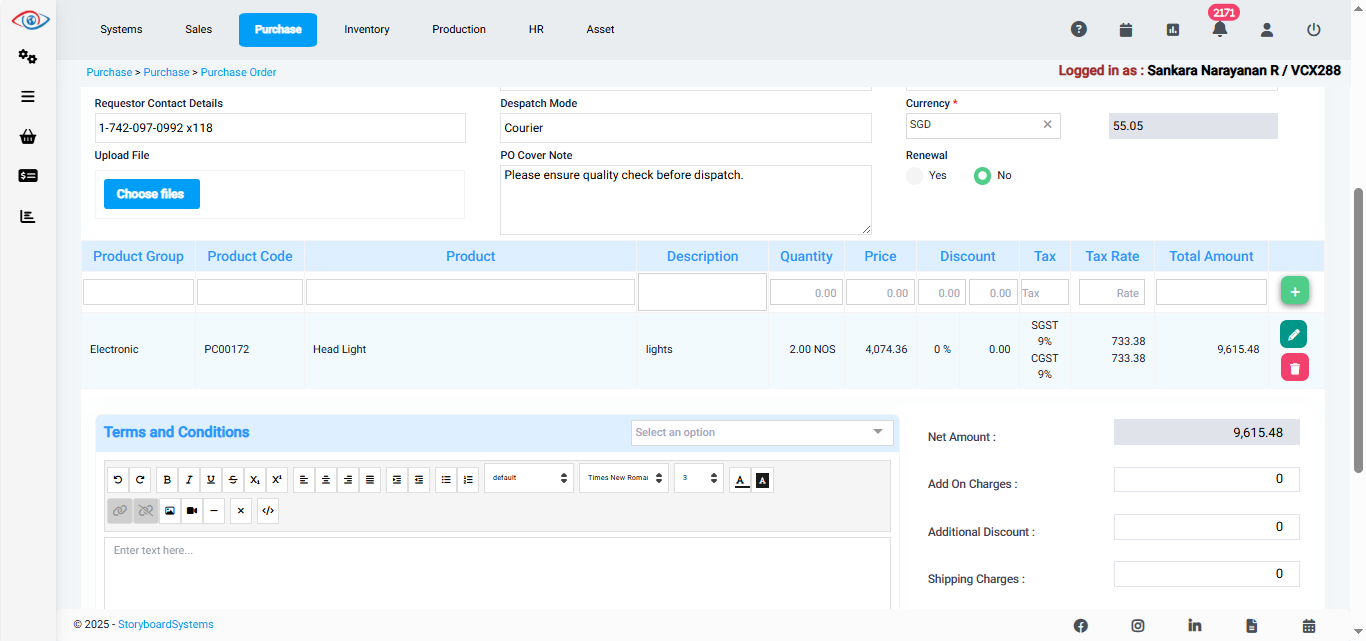 2171
Systems Sales Purchase Inventory Production HR Asset
Purchase > Purchase > Purchase Order
Logged in as : Sankara Narayanan R / VCX288
Requestor Contact Details
1-742-097-0992 x118
Upload File
Choose files
Despatch Mode
Courier
PO Cover Note
Please ensure quality check before dispatch.
Currency *
SGD
55.05
Renewal
Yes No
Product Group Product Code Product Description Quantity Price Discount Tax Tax Rate Total Amount
0.00 0.00 0.00 0.00 Tax Rate
+
Electronic PC00172 Head Light lights 2.00 NOS 4,074.36 0 % 0.00 SGST 9% CGST 9% 733.38 733.38 9,615.48
Terms and Conditions
Select an option
default Times New Roma 3
Enter text here...
Net Amount : 9,615.48
Add On Charges : 0
Additional Discount : 0
Shipping Charges : 0
© 2025 - StoryboardSystems